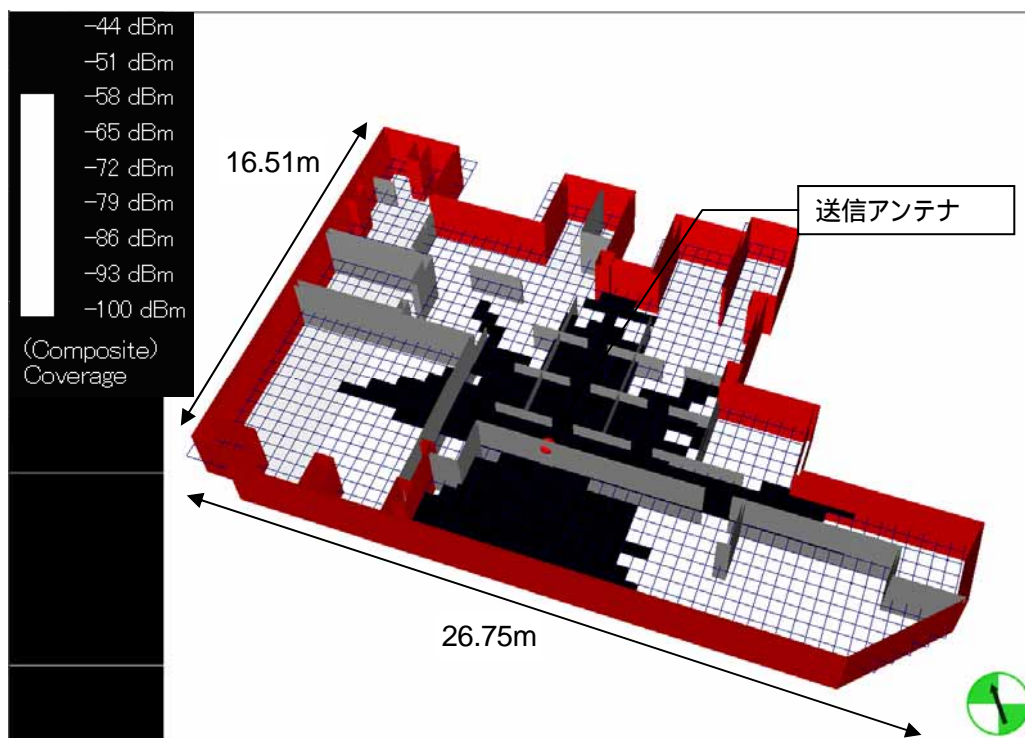 -44 dBm
-51 dBm
-58 dBm
-65 dBm
-72 dBm
-79 dBm
-86 dBm
-93 dBm
-100 dBm
(Composite)
Coverage
16.51m
送信アンテナ
26.75m